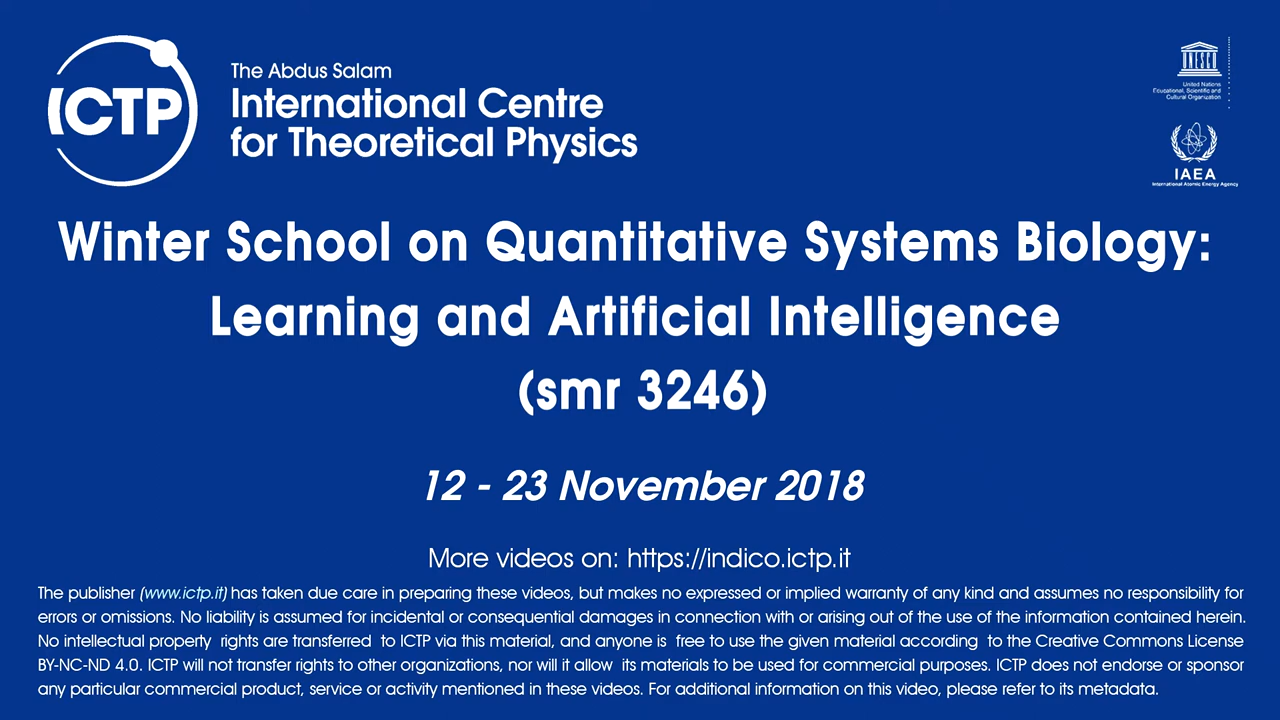 ICTP
The Abdus Salam
International Centre
for Theoretical Physics
UNESCO
United Nations
Educational, Scientific and
Cultural Organization
IAEA
International Atomic Energy Agency
Winter School on Quantitative Systems Biology:
Learning and Artificial Intelligence
(smr 3246)
12 - 23 November 2018
More videos on: https://indico.ictp.it
The publisher (www.ictp.it) has taken due care in preparing these videos, but makes no expressed or implied warranty of any kind and assumes no responsibility for
errors or omissions. No liability is assumed for incidental or consequential damages in connection with or arising out of the use of the information contained herein.
No intellectual property rights are transferred to ICTP via this material, and anyone is free to use the given material according to the Creative Commons License
BY-NC-ND 4.0. ICTP will not transfer rights to other organizations, nor will it allow its materials to be used for commercial purposes. ICTP does not endorse or sponsor
any particular commercial product, service or activity mentioned in these videos. For additional information on this video, please refer to its metadata.